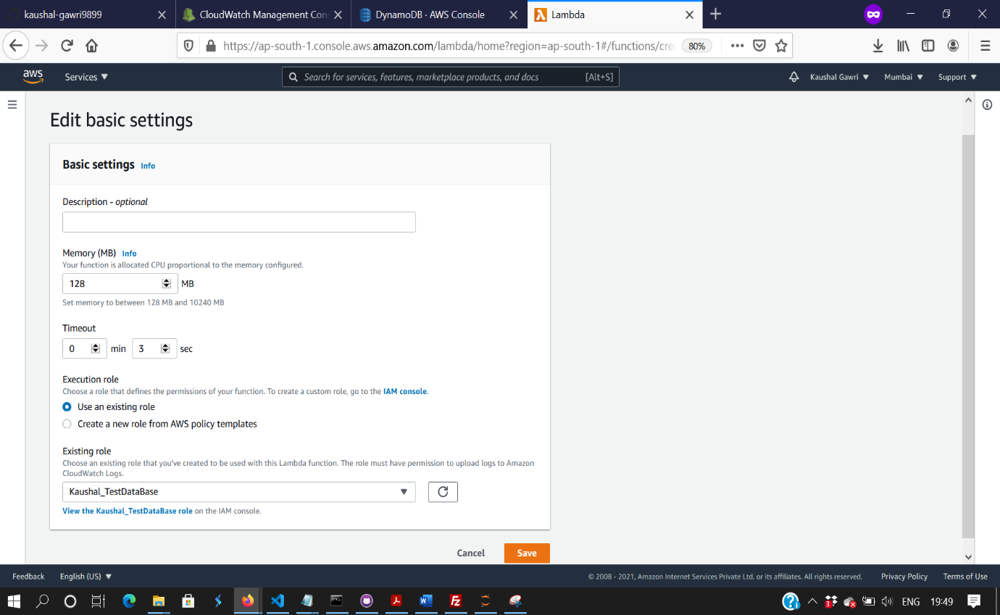 kaushal-gawri9899
CloudWatch Management Con
DynamoDB · AWS Console
Lambda
https://ap-south-1.console.aws.amazon.com/lambda/home?region=ap-south-1#/functions/cre
80%
aws
Services
Search for services, features, marketplace products, and docs
[Alt+S]
Kaushal Gawri
Mumbai
Support
Edit basic settings
Basic settings Info
Description - optional
Memory (MB) Info
Your function is allocated CPU proportional to the memory configured.
128 MB
Set memory to between 128 MB and 10240 MB
Timeout
0 min 3 sec
Execution role
Choose a role that defines the permissions of your function. To create a custom role, go to the IAM console.
Use an existing role
Create a new role from AWS policy templates
Existing role
Choose an existing role that you've created to be used with this Lambda function. The role must have permission to upload logs to Amazon
CloudWatch Logs.
Kaushal_TestDataBase
View the Kaushal_TestDataBase role on the IAM console.
Cancel
Save
Feedback
English (US)
© 2008 - 2021, Amazon Internet Services Private Ltd. or its affiliates. All rights reserved.
Privacy Policy
Terms of Use
ENG
19:49